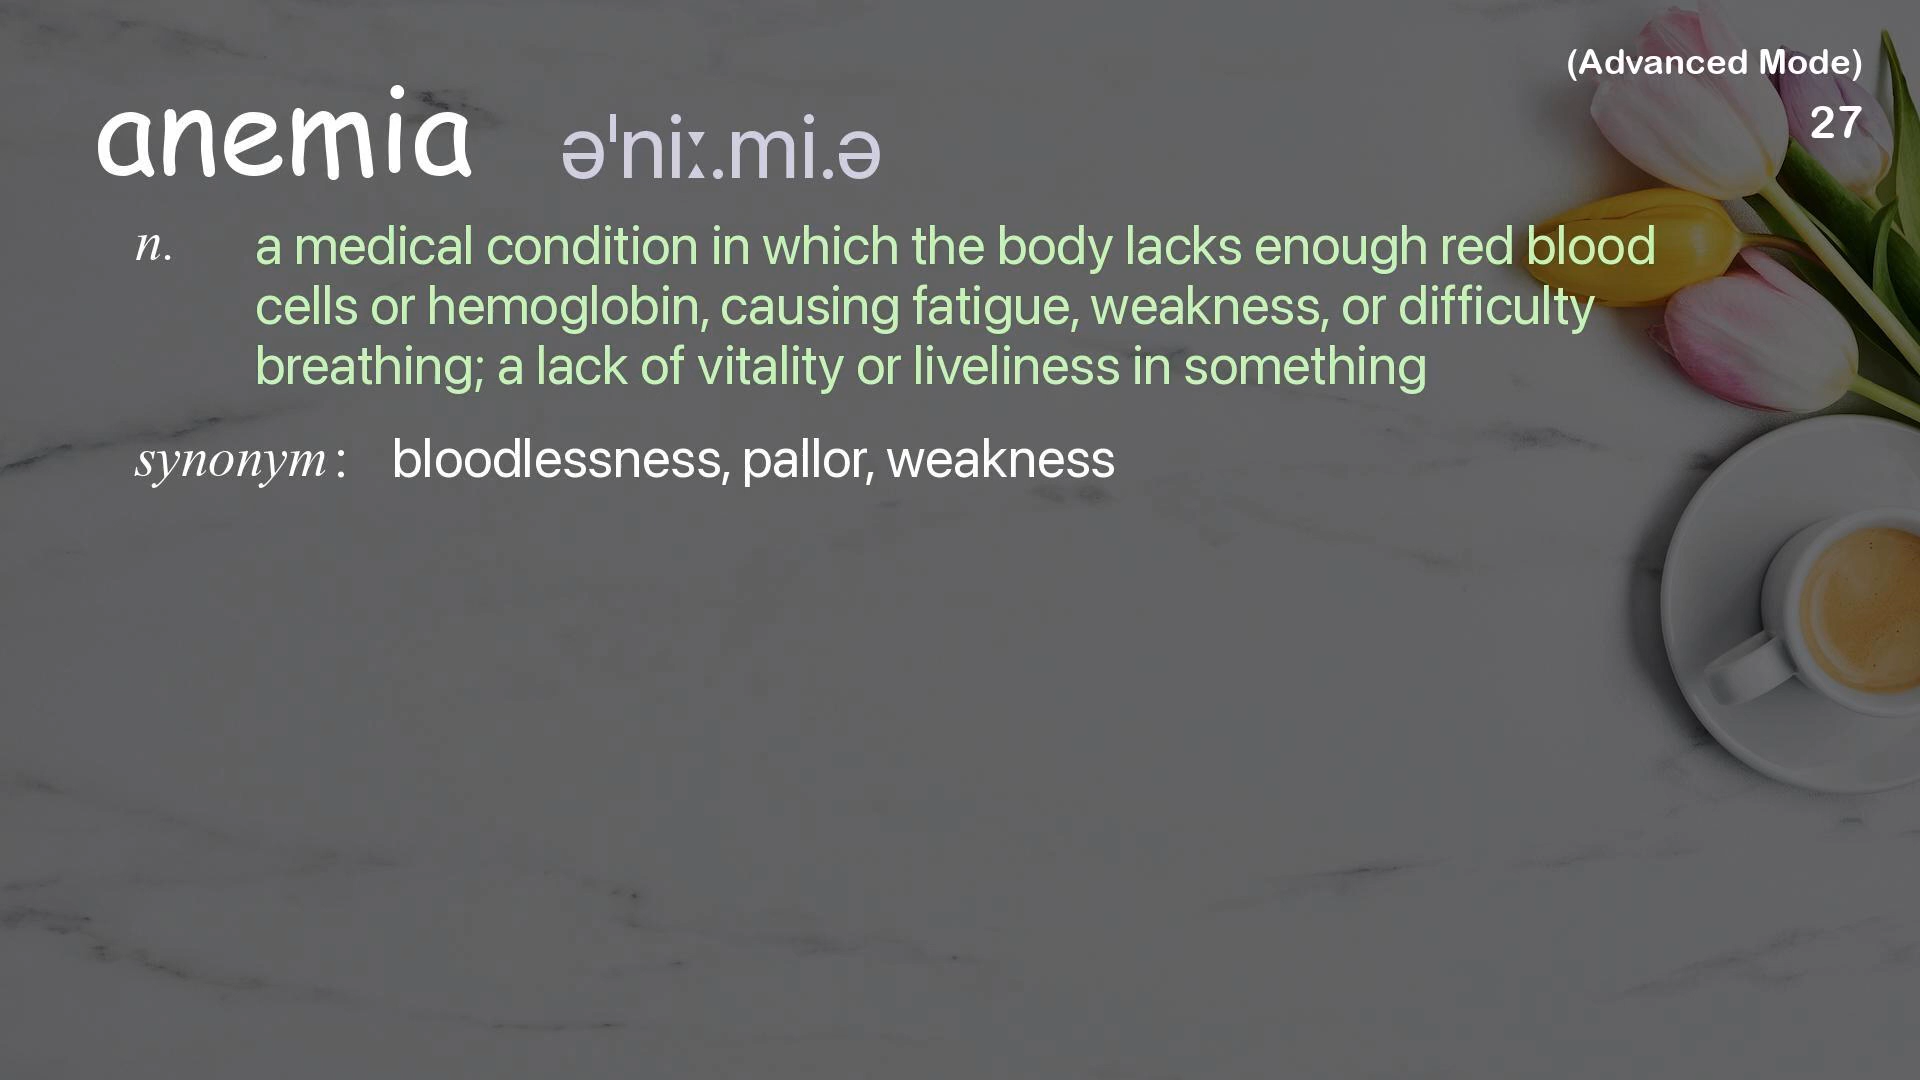 (Advanced Mode)
27
anemia əˈniː.mi.ə
n. a medical condition in which the body lacks enough red blood
cells or hemoglobin, causing fatigue, weakness, or difficulty
breathing; a lack of vitality or liveliness in something
synonym: bloodlessness, pallor, weakness